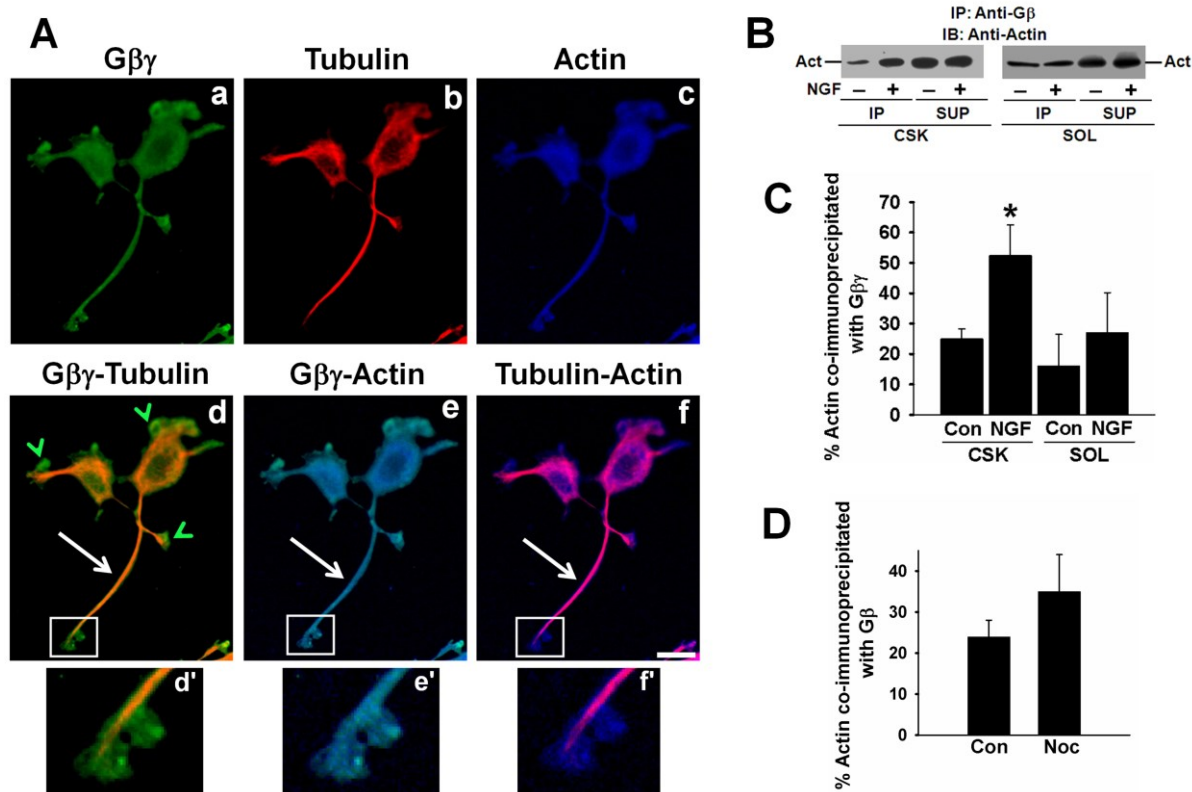 A
Gβγ
Tubulin
Actin
a
b
c
Gβγ-Tubulin
Gβγ-Actin
Tubulin-Actin
d
e
f
d'
e'
f'
B
IP: Anti-Gβ
IB: Anti-Actin
Act
Act
NGF – + – + – + – +
IP SUP IP SUP
CSK SOL
C
% Actin co-immunoprecipitated
with Gβγ
70
60
50
40
30
20
10
0
*
Con NGF Con NGF
CSK SOL
D
% Actin co-immunoprecipitated
with Gβ
40
30
20
10
0
Con Noc